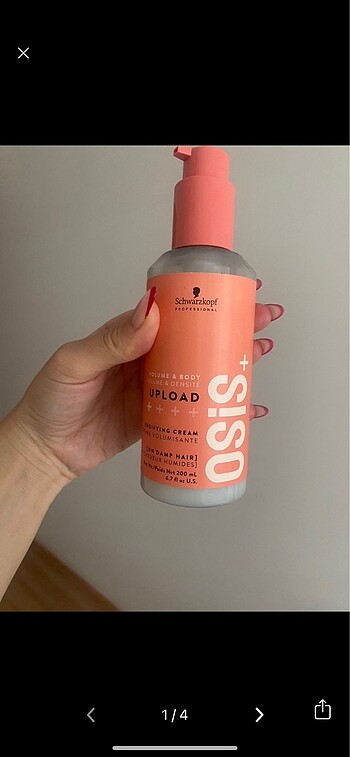 Schwarzkopf
PROFESSIONAL
VOLUME & BODY
VOLUME & DENSITÉ
UPLOAD
+ + + +
CREAM
VOLUMISANTE
DAMP HAIR]
HUMIDES]
Net 200 mL
6.7 fl oz U.S.
OSiS+
1/4